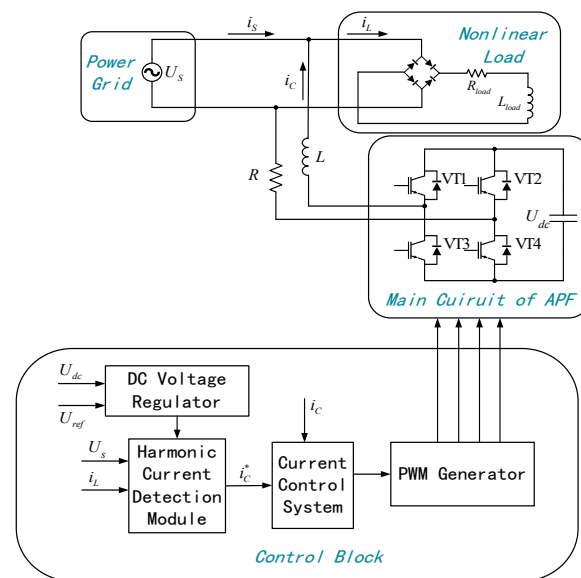 i_S
i_L
Nonlinear
Load
Power
Grid
U_S
i_C
R_load
L_load
R
L
VT1
VT2
U_dc
VT3
VT4
Main Cuiruit of APF
U_dc
DC Voltage
Regulator
U_ref
i_C
U_s
i_L
Harmonic
Current
Detection
Module
i_C^*
Current
Control
System
PWM Generator
Control Block